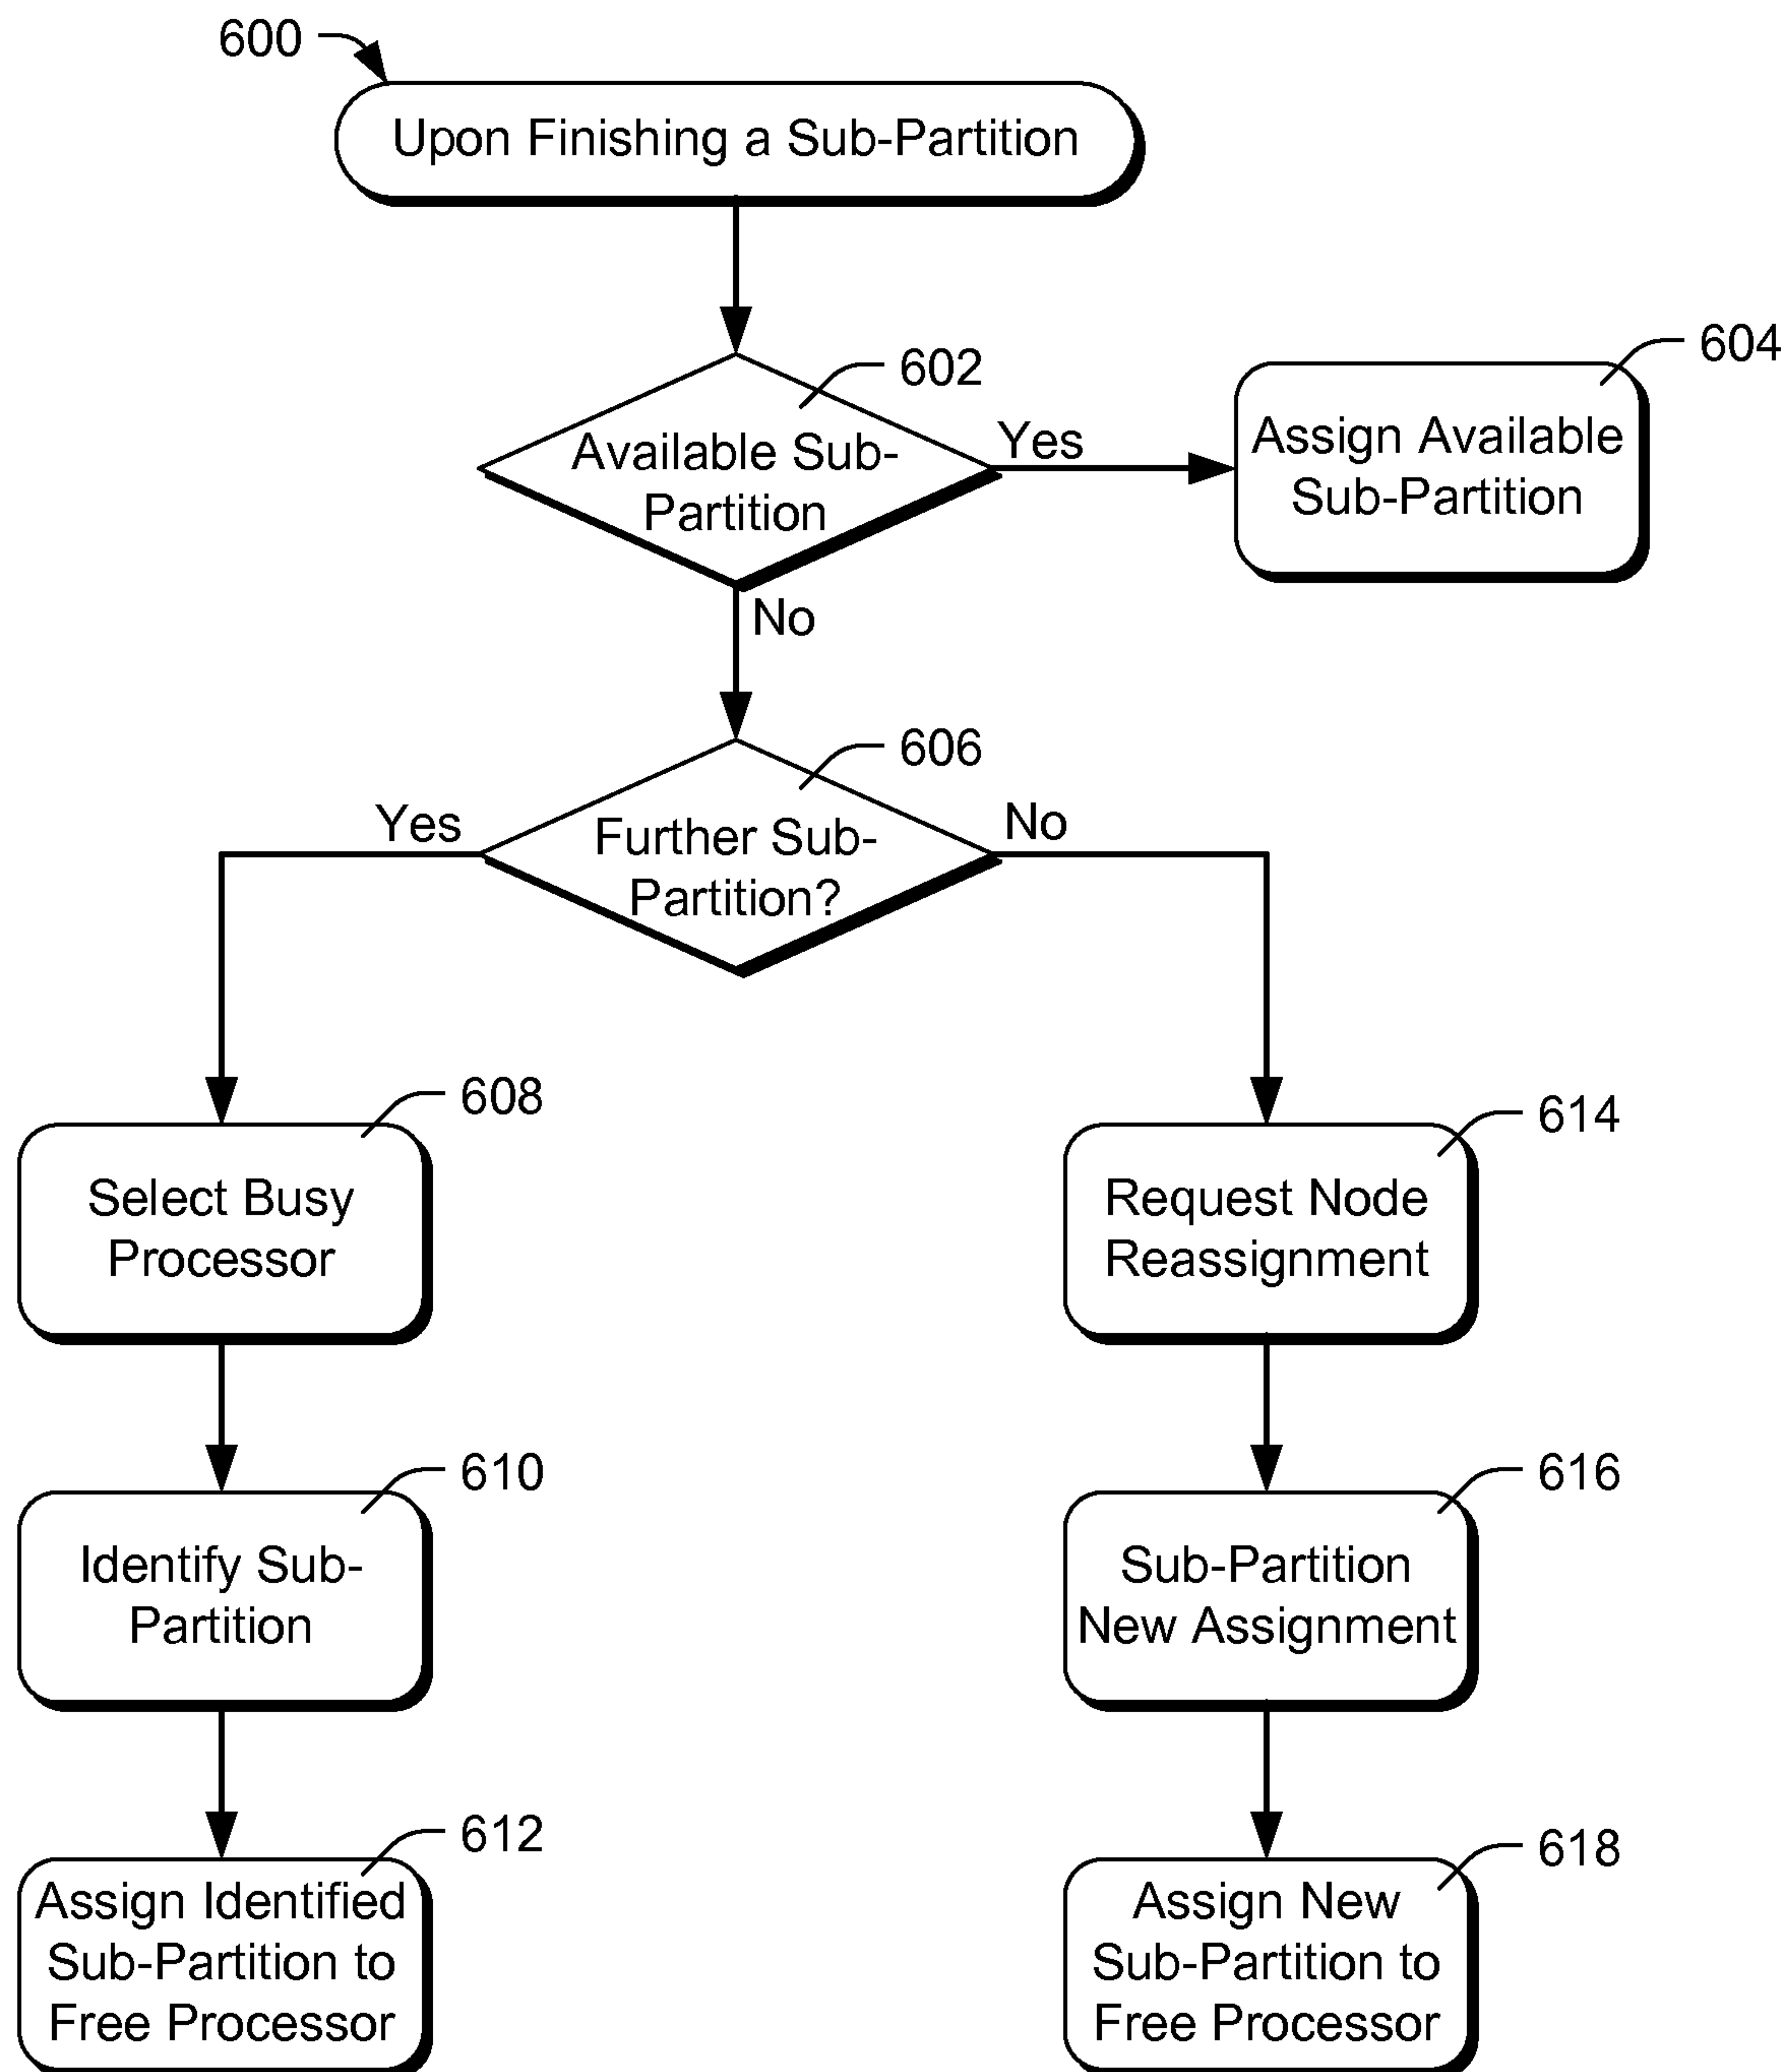 600
Upon Finishing a Sub-Partition
602
Available Sub-
Partition
Yes
604
Assign Available
Sub-Partition
No
606
Further Sub-
Partition?
Yes
No
608
Select Busy
Processor
610
Identify Sub-
Partition
612
Assign Identified
Sub-Partition to
Free Processor
614
Request Node
Reassignment
616
Sub-Partition
New Assignment
618
Assign New
Sub-Partition to
Free Processor